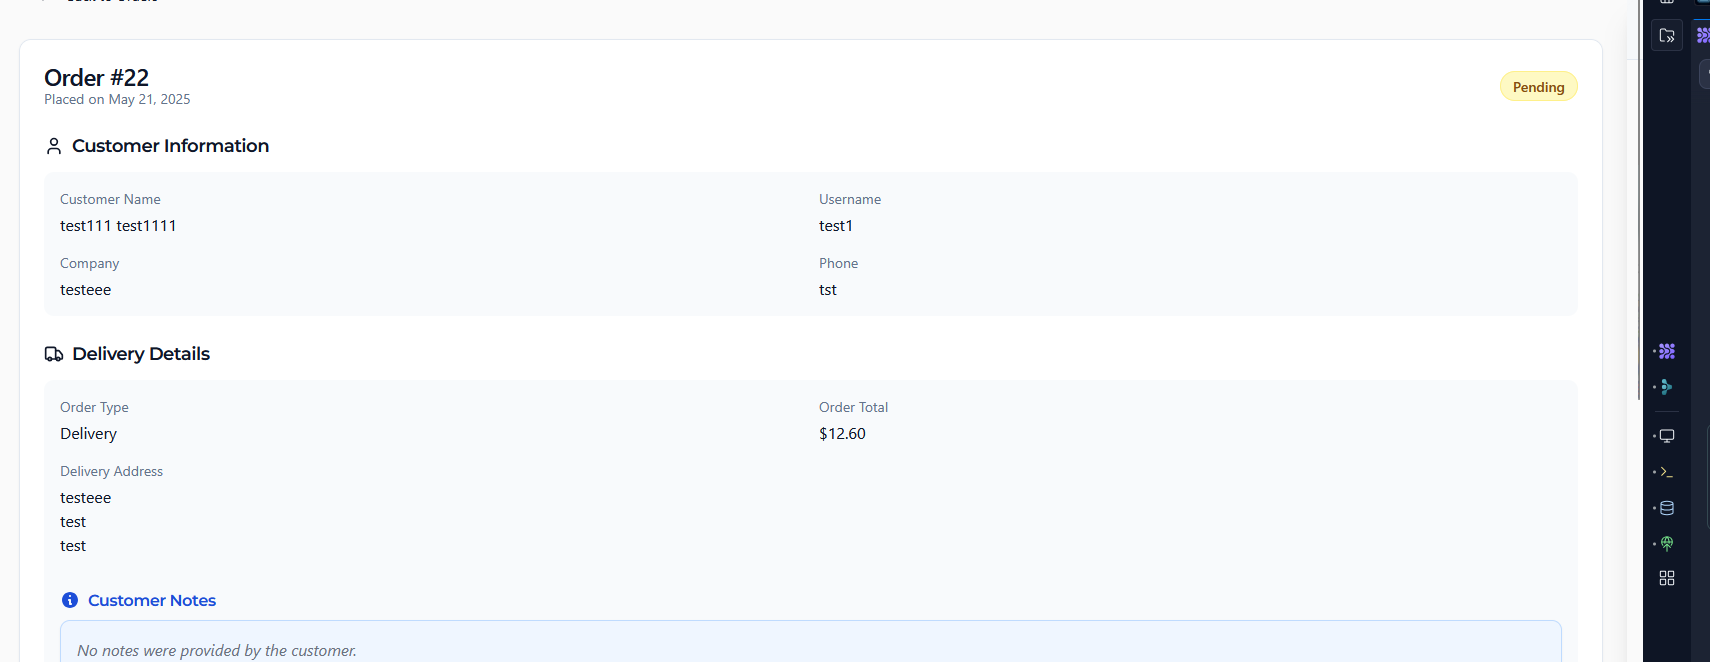 Order #22
Pending
Placed on May 21, 2025
Customer Information
Customer Name
Username
test111 test1111
test1
Company
Phone
testeee
tst
Delivery Details
Order Type
Order Total
Delivery
$12.60
Delivery Address
testeee
test
test
Customer Notes
No notes were provided by the customer.